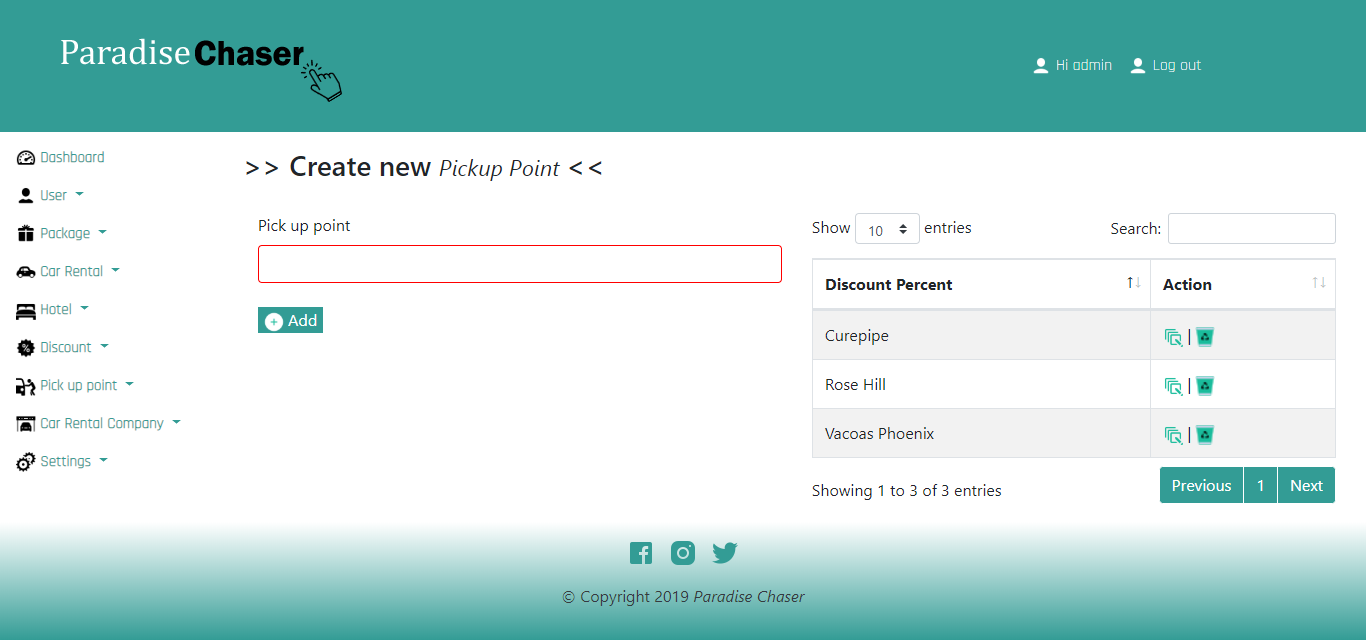 Paradise Chaser
Hi admin Log out
Dashboard
User
Package
Car Rental
Hotel
Discount
Pick up point
Car Rental Company
Settings
>> Create new Pickup Point <<
Pick up point
Add
Show 10 entries Search:
Discount Percent Action
Curepipe |
Rose Hill |
Vacoas Phoenix |
Showing 1 to 3 of 3 entries Previous 1 Next
© Copyright 2019 Paradise Chaser